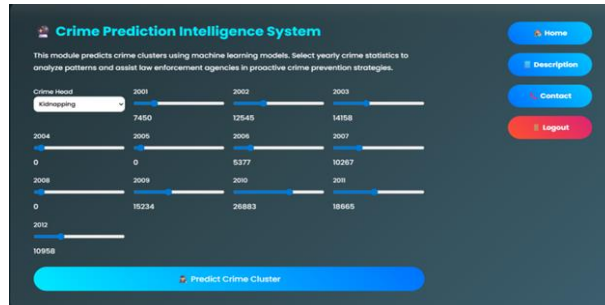 Crime Prediction Intelligence System
This module predicts crime clusters using machine learning models. Select yearly crime statistics to
analyze patterns and assist law enforcement agencies in proactive crime prevention strategies.
Crime Head 2001 2002 2003
Kidnapping
7450 12545 14158
2004 2005 2006 2007
0 0 5377 10267
2008 2009 2010 2011
0 15234 26883 18665
2012
10958
Predict Crime Cluster
Home
Description
Contact
Logout